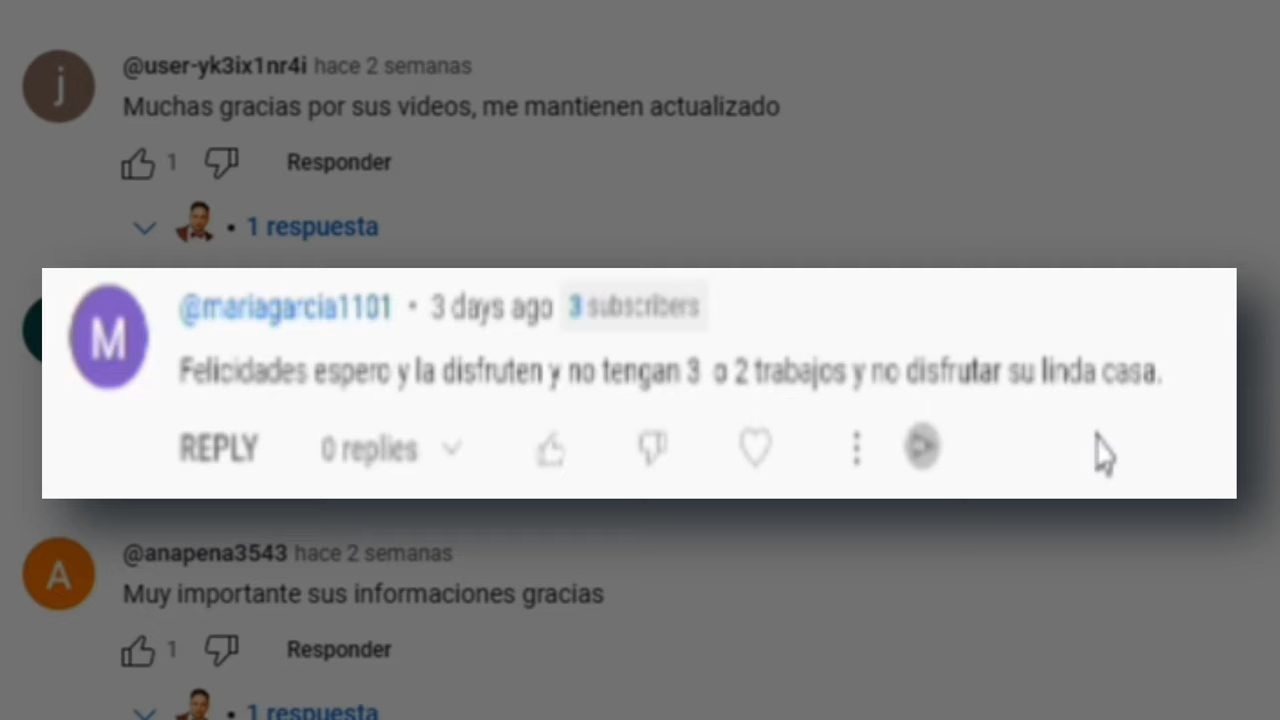 j
@user-yk3ix1nr4i hace 2 semanas
Muchas gracias por sus videos, me mantienen actualizado
1 Responder
• 1 respuesta
M
@mariagarcia1101 • 3 days ago 3 subscribers
Felicidades espero y la disfruten y no tengan 3 o 2 trabajos y no disfrutar su linda casa.
REPLY 0 replies
A
@anapena3543 hace 2 semanas
Muy importante sus informaciones gracias
1 Responder
• 1 respuesta